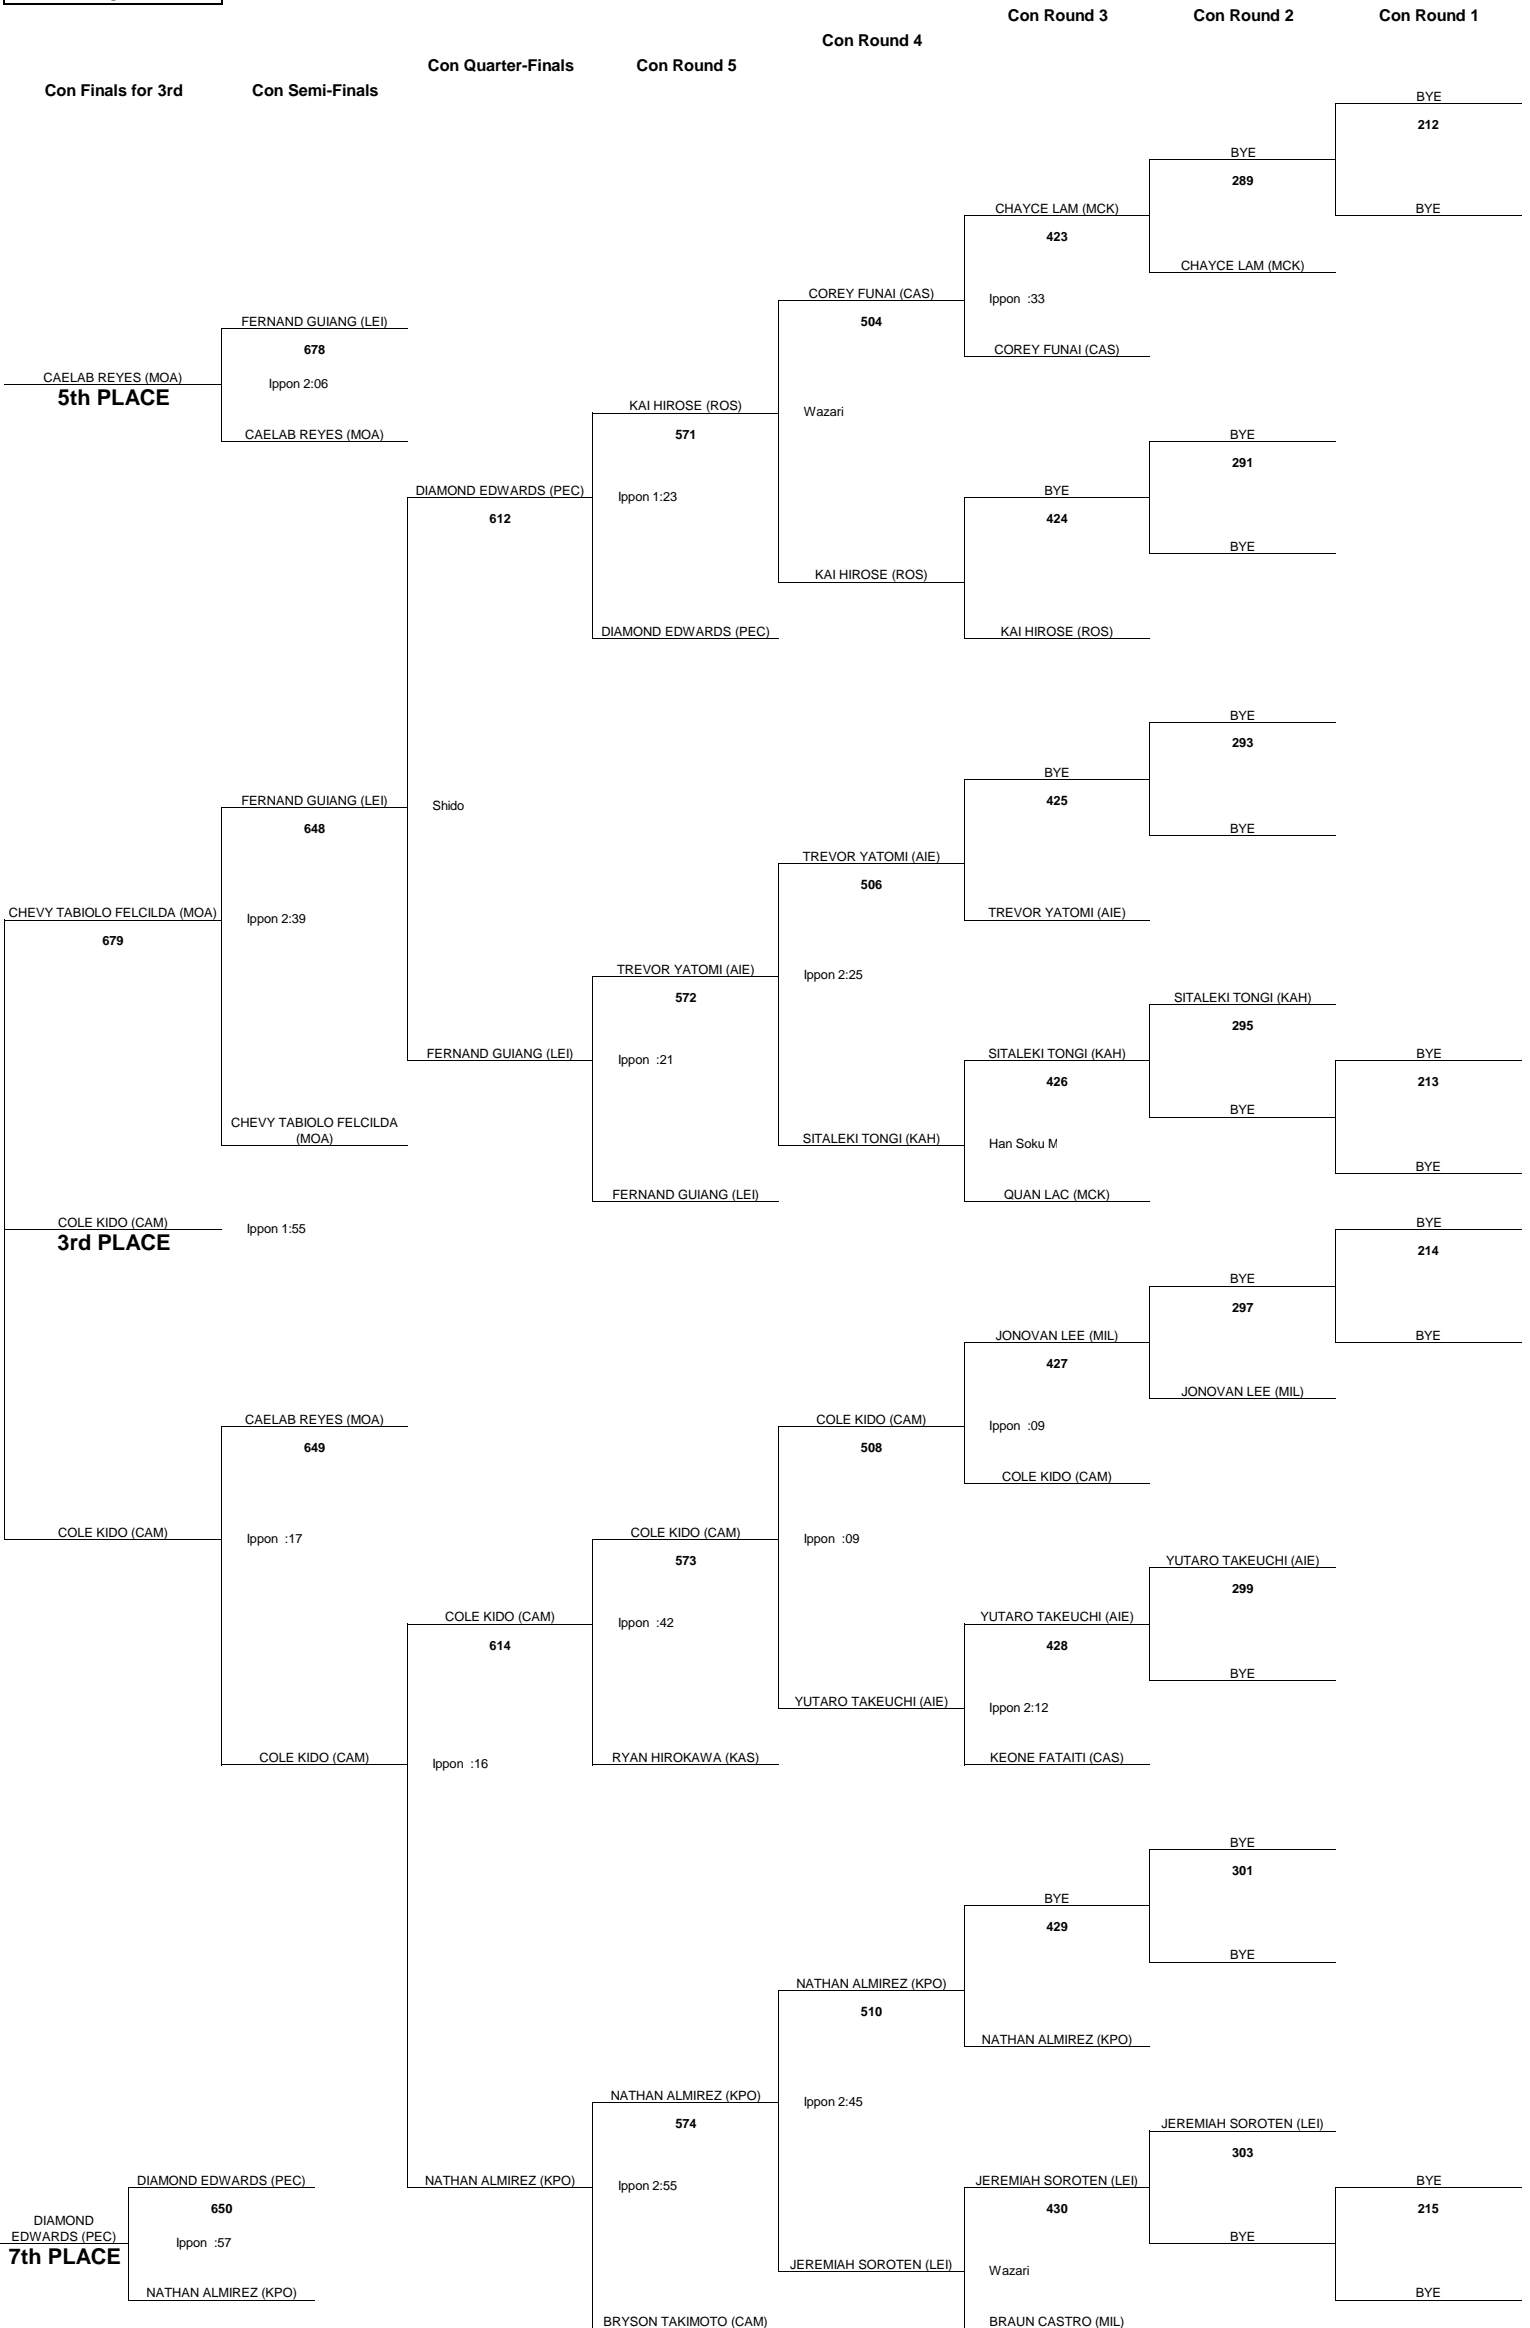 Con Round 3 Con Round 2 Con Round 1
Con Round 4
Con Quarter-Finals Con Round 5
Con Finals for 3rd Con Semi-Finals
BYE
212
BYE
289
CHAYCE LAM (MCK) BYE
423
CHAYCE LAM (MCK)
COREY FUNAI (CAS) Ippon :33
FERNAND GUIANG (LEI) 504
678 COREY FUNAI (CAS)
CAELAB REYES (MOA) Ippon 2:06
5th PLACE
KAI HIROSE (ROS) Wazari
CAELAB REYES (MOA) 571 BYE
291
DIAMOND EDWARDS (PEC) Ippon 1:23 BYE
612 424
BYE
KAI HIROSE (ROS)
DIAMOND EDWARDS (PEC) KAI HIROSE (ROS)
BYE
293
BYE
FERNAND GUIANG (LEI) Shido 425
648 BYE
TREVOR YATOMI (AIE)
506
CHEVY TABIOLO FELCILDA (MOA) Ippon 2:39 TREVOR YATOMI (AIE)
679
TREVOR YATOMI (AIE) Ippon 2:25
572 SITALEKI TONGI (KAH)
295
FERNAND GUIANG (LEI) Ippon :21 SITALEKI TONGI (KAH) BYE
426 213
BYE
CHEVY TABIOLO FELCILDA
(MOA) SITALEKI TONGI (KAH) Han Soku M
BYE
FERNAND GUIANG (LEI) QUAN LAC (MCK)
COLE KIDO (CAM) Ippon 1:55 BYE
3rd PLACE 214
BYE
297
JONOVAN LEE (MIL) BYE
427
JONOVAN LEE (MIL)
CAELAB REYES (MOA) COLE KIDO (CAM) Ippon :09
649 508
COLE KIDO (CAM)
COLE KIDO (CAM) Ippon :17 COLE KIDO (CAM) Ippon :09
573 YUTARO TAKEUCHI (AIE)
299
COLE KIDO (CAM) Ippon :42 YUTARO TAKEUCHI (AIE)
614 428
BYE
YUTARO TAKEUCHI (AIE) Ippon 2:12
COLE KIDO (CAM) Ippon :16 RYAN HIROKAWA (KAS) KEONE FATAITI (CAS)
BYE
301
BYE
429
BYE
NATHAN ALMIREZ (KPO)
510
NATHAN ALMIREZ (KPO)
NATHAN ALMIREZ (KPO) Ippon 2:45
574 JEREMIAH SOROTEN (LEI)
303
DIAMOND EDWARDS (PEC) NATHAN ALMIREZ (KPO) Ippon 2:55 JEREMIAH SOROTEN (LEI) BYE
650 430 215
DIAMOND
EDWARDS (PEC) Ippon :57 BYE
7th PLACE
JEREMIAH SOROTEN (LEI) Wazari
NATHAN ALMIREZ (KPO) BYE
BRYSON TAKIMOTO (CAM) BRAUN CASTRO (MIL)